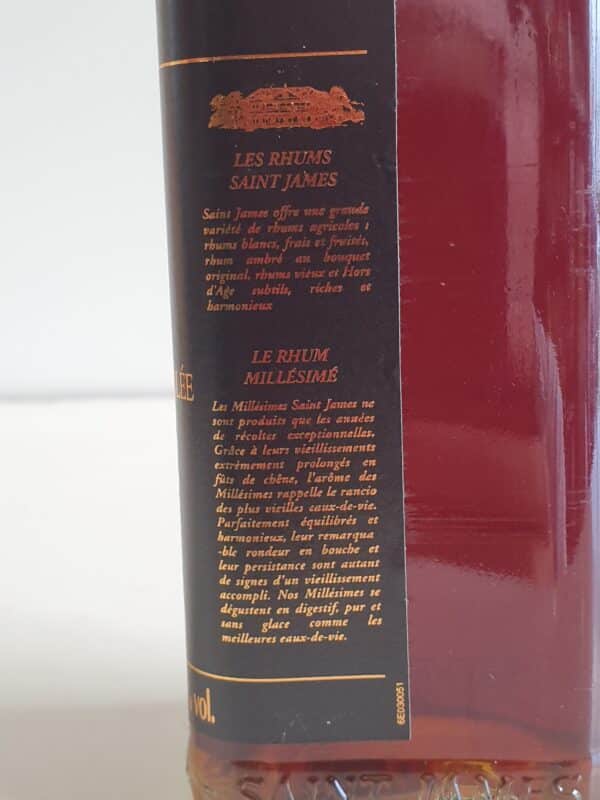 LES RHUMS
SAINT JAMES
Saint James offre une grande
variété de rhums agricoles :
rhums blancs, frais et fruités,
rhum ambré au bouquet
original, rhums vieux et Hors
d'Age subtils, riches et
harmonieux
LE RHUM
MILLÉSIMÉ
LÉE
Les Millésimes Saint James ne
sont produits que les années
de récoltes exceptionnelles.
Grâce à leurs vieillissements
extrêmement prolongés en
fûts de chêne, l'arôme des
Millésimes rappelle le rancio
des plus vieilles eaux-de-vie.
Parfaitement équilibrés et
harmonieux, leur remarqua
-ble rondeur en bouche et
leur persistance sont autant
de signes d'un vieillissement
accompli. Nos Millésimes se
dégustent en digestif, pur et
sans glace comme les
meilleures eaux-de-vie.
vol.
6E030051
SAINT JAMES